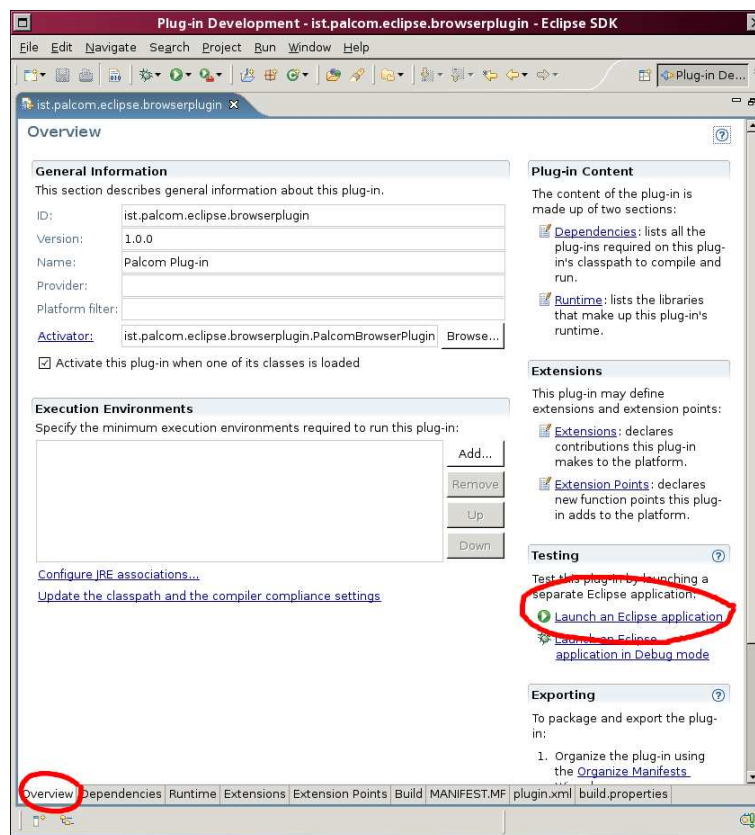 Plug-in Development - ist.palcom.eclipse.browserplugin - Eclipse SDK
File Edit Navigate Search Project Run Window Help
Plug-in De...
ist.palcom.eclipse.browserplugin
Overview
General Information
This section describes general information about this plug-in.
ID: ist.palcom.eclipse.browserplugin
Version: 1.0.0
Name: Palcom Plug-in
Provider:
Platform filter:
Activator: ist.palcom.eclipse.browserplugin.PalcomBrowserPlugin Browse...
Activate this plug-in when one of its classes is loaded
Execution Environments
Specify the minimum execution environments required to run this plug-in:
Add...
Remove
Up
Down
Configure JRE associations...
Update the classpath and the compiler compliance settings
Plug-in Content
The content of the plug-in is
made up of two sections:
Dependencies: lists all the
plug-ins required on this plug-
in's classpath to compile and
run.
Runtime: lists the libraries
that make up this plug-in's
runtime.
Extensions
This plug-in may define
extensions and extension points:
Extensions: declares
contributions this plug-in
makes to the platform.
Extension Points: declares
new function points this plug-
in adds to the platform.
Testing
Test this plug-in by launching a
separate Eclipse application:
Launch an Eclipse application
Launch an Eclipse
application in Debug mode
Exporting
To package and export the plug-
in:
1. Organize the plug-in using
the Organize Manifests
Overview Dependencies Runtime Extensions Extension Points Build MANIFEST.MF plugin.xml build.properties